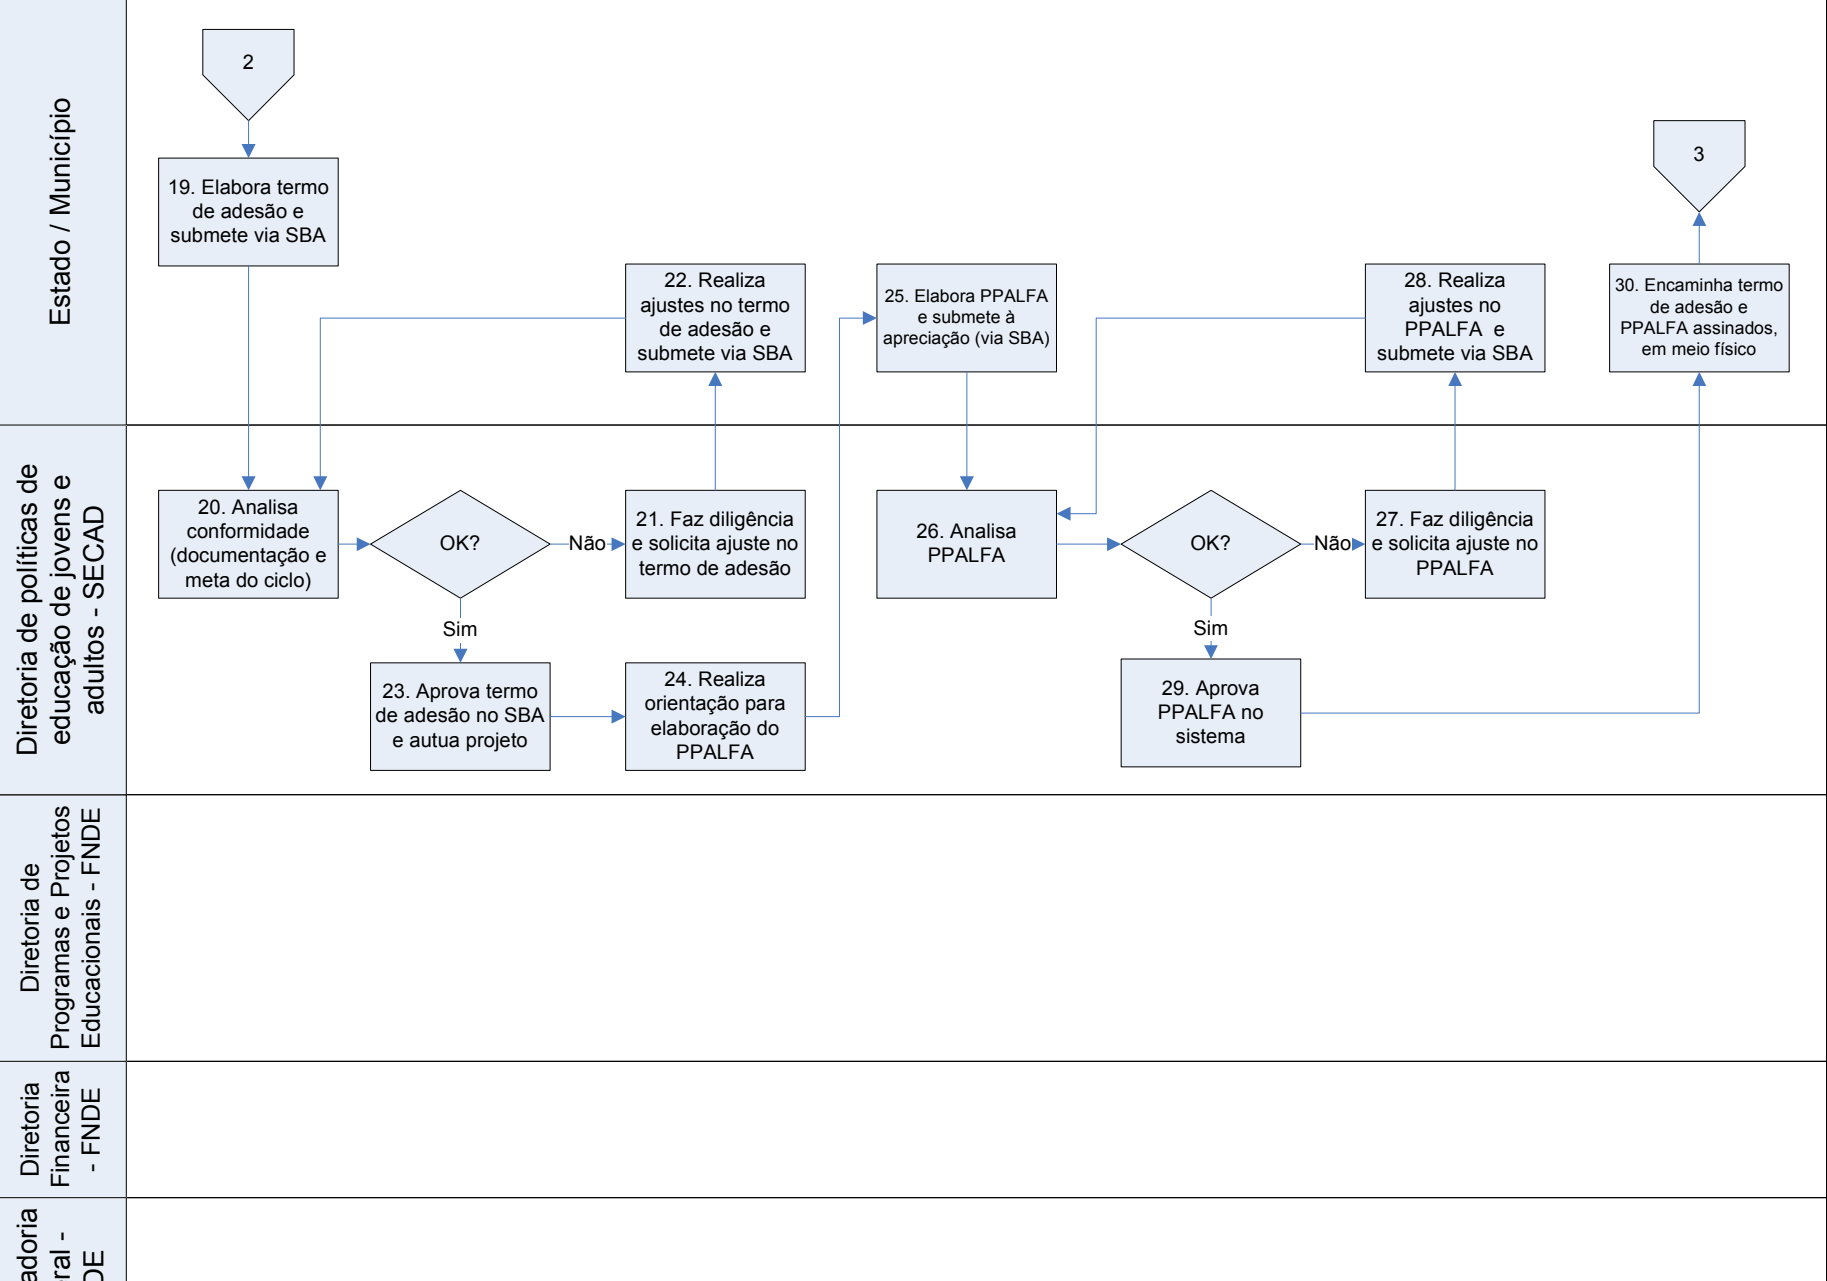 Estado / Município
2
19. Elabora termo
de adesão e
submete via SBA
22. Realiza
ajustes no termo
de adesão e
submete via SBA
25. Elabora PPALFA
e submete à
apreciação (via SBA)
28. Realiza
ajustes no
PPALFA e
submete via SBA
3
30. Encaminha termo
de adesão e
PPALFA assinados,
em meio físico
Diretoria de políticas de
educação de jovens e
adultos - SECAD
20. Analisa
conformidade
(documentação e
meta do ciclo)
OK?
Não
21. Faz diligência
e solicita ajuste no
termo de adesão
Sim
23. Aprova termo
de adesão no SBA
e autua projeto
24. Realiza
orientação para
elaboração do
PPALFA
26. Analisa
PPALFA
OK?
Não
27. Faz diligência
e solicita ajuste no
PPALFA
Sim
29. Aprova
PPALFA no
sistema
Diretoria de
Programas e Projetos
Educacionais - FNDE
Diretoria
Financeira
- FNDE